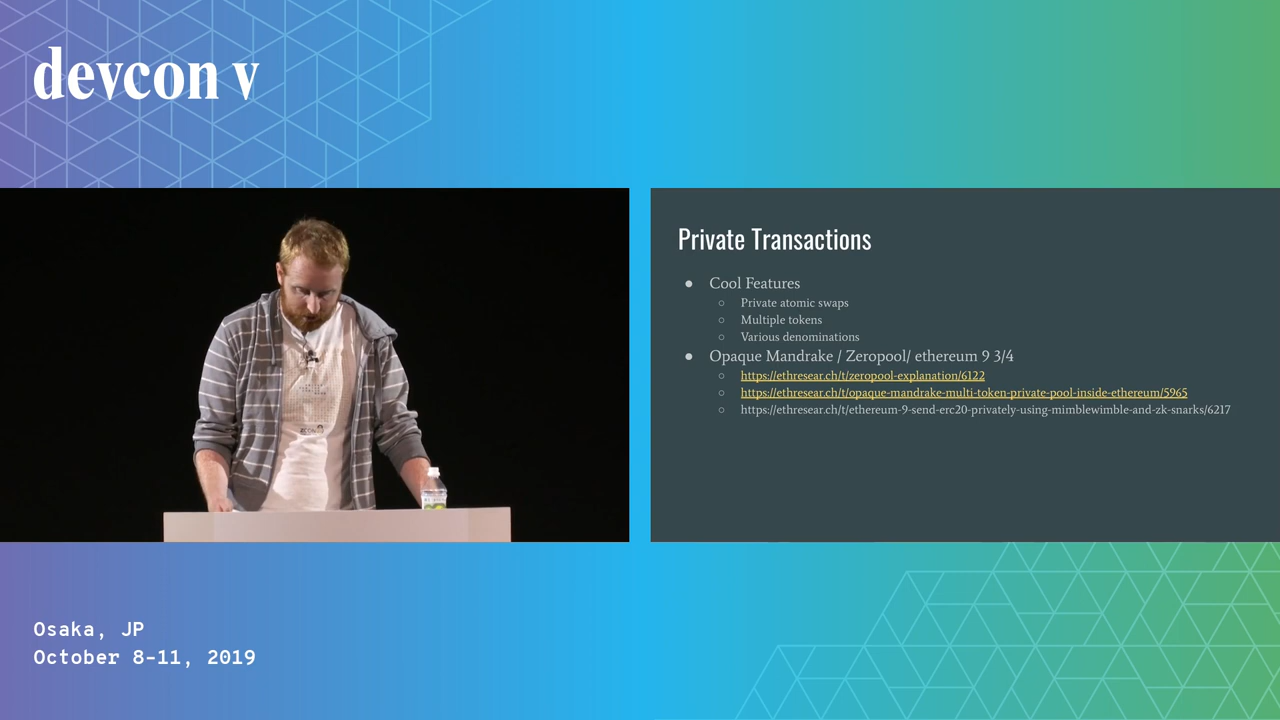 devcon v
Private Transactions
● Cool Features
○ Private atomic swaps
○ Multiple tokens
○ Various denominations
● Opaque Mandrake / Zeropool/ ethereum 9 3/4
○ https://ethresear.ch/t/zeropool-explanation/6122
○ https://ethresear.ch/t/opaque-mandrake-multi-token-private-pool-inside-ethereum/5965
○ https://ethresear.ch/t/ethereum-9-send-erc20-privately-using-mimblewimble-and-zk-snarks/6217
Osaka, JP
October 8-11, 2019